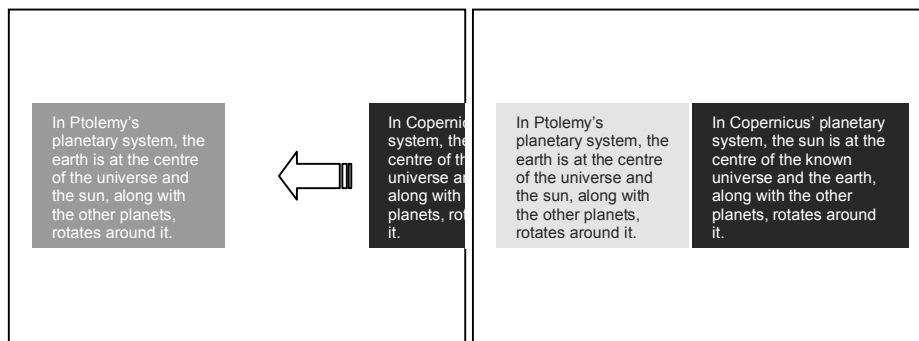 In Ptolemy's
planetary system, the
earth is at the centre
of the universe and
the sun, along with
the other planets,
rotates around it.
In Copernic
system, the
centre of th
universe an
along with
planets, rot
it.
In Ptolemy's
planetary system, the
earth is at the centre
of the universe and
the sun, along with
the other planets,
rotates around it.
In Copernicus' planetary
system, the sun is at the
centre of the known
universe and the earth,
along with the other
planets, rotates around
it.